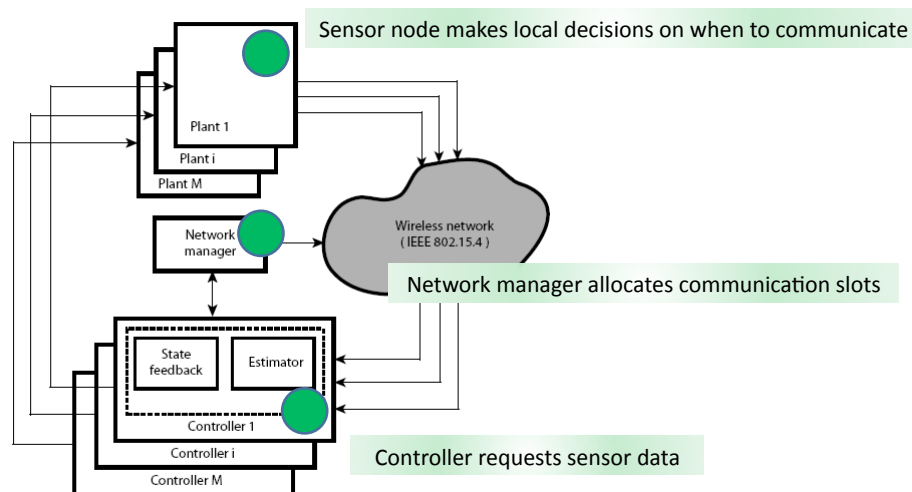 Sensor node makes local decisions on when to communicate
Plant 1
Plant i
Plant M
Wireless network
( IEEE 802.15.4 )
Network
manager
Network manager allocates communication slots
State
feedback
Estimator
Controller 1
Controller i
Controller M
Controller requests sensor data